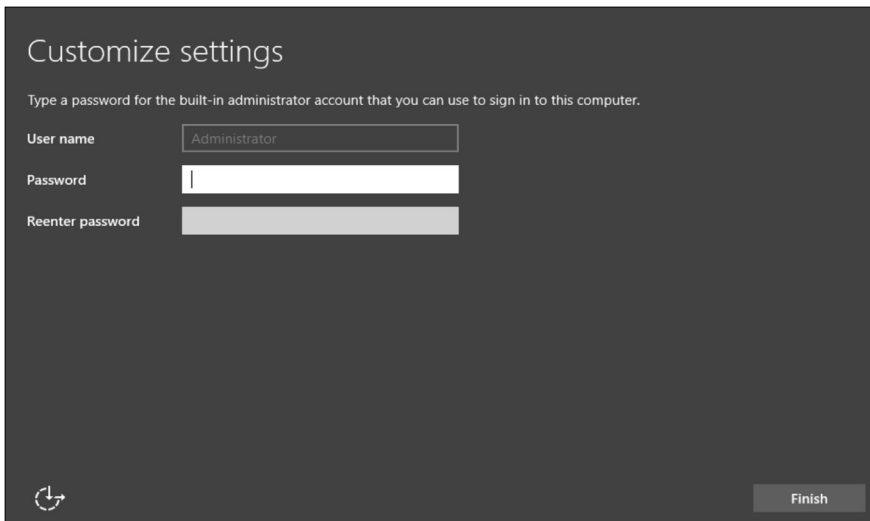 Customize settings
Type a password for the built-in administrator account that you can use to sign in to this computer.
User name
Administrator
Password
Reenter password
Finish